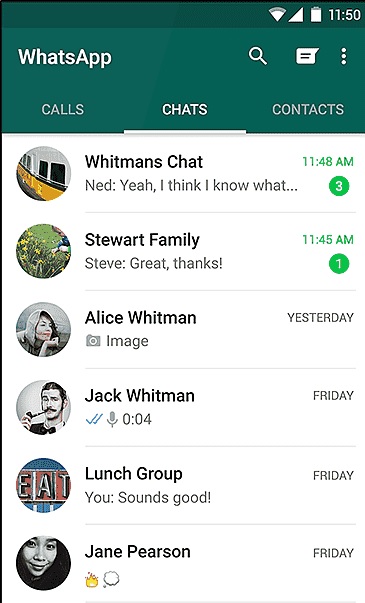 11:50
WhatsApp
CALLS CHATS CONTACTS
Whitmans Chat 11:48 AM
Ned: Yeah, I think I know what... 3
Stewart Family 11:45 AM
Steve: Great, thanks! 1
Alice Whitman YESTERDAY
Image
Jack Whitman FRIDAY
0:04
EAT
Lunch Group FRIDAY
You: Sounds good!
Jane Pearson FRIDAY